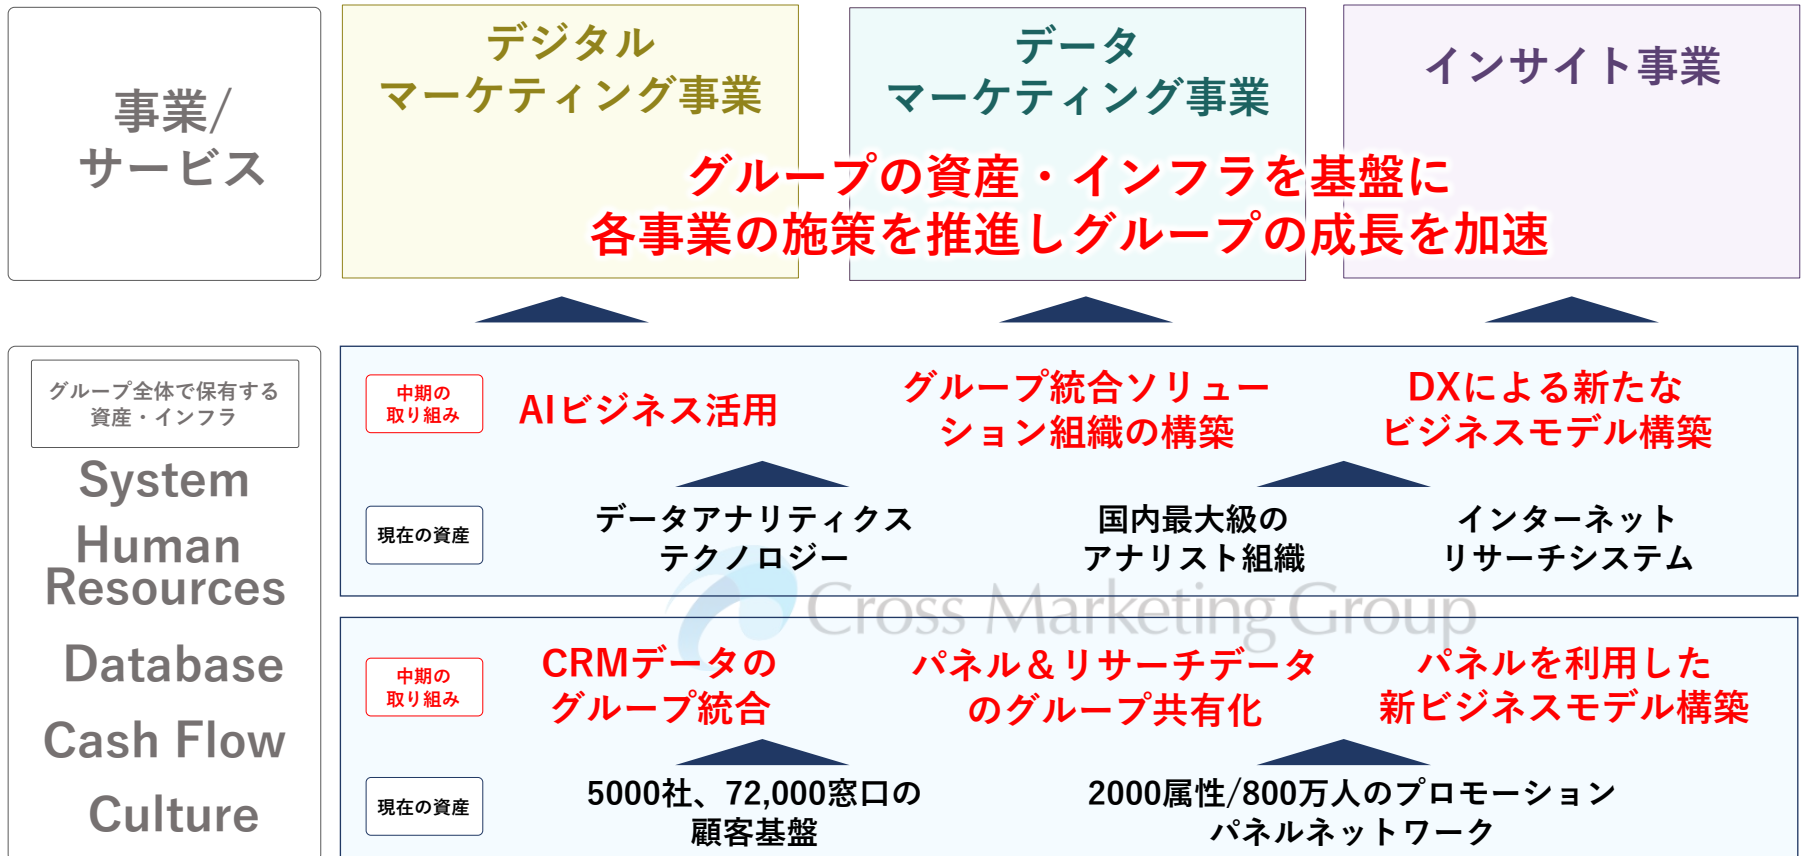 事業/
サービス
デジタル
マーケティング事業
データ
マーケティング事業
インサイト事業
グループの資産・インフラを基盤に
各事業の施策を推進しグループの成長を加速
グループ全体で保有する
資産・インフラ
System
Human
Resources
Database
Cash Flow
Culture
中期の
取り組み
AIビジネス活用
グループ統合ソリュー
ション組織の構築
DXによる新たな
ビジネスモデル構築
現在の資産
データアナリティクス
テクノロジー
国内最大級の
アナリスト組織
インターネット
リサーチシステム
Cross Marketing Group
中期の
取り組み
CRMデータの
グループ統合
パネル＆リサーチデータ
のグループ共有化
パネルを利用した
新ビジネスモデル構築
現在の資産
5000社、72,000窓口の
顧客基盤
2000属性/800万人のプロモーション
パネルネットワーク